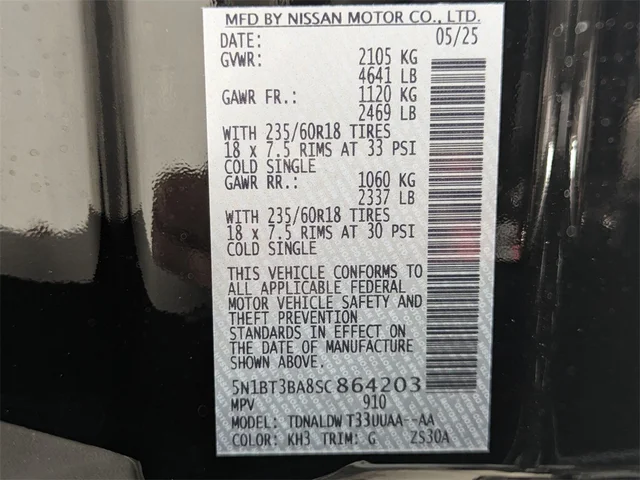 MFD BY NISSAN MOTOR CO., LTD.
DATE: 05/25
GVWR: 2105 KG
4641 LB
GAWR FR.: 1120 KG
2469 LB
WITH 235/60R18 TIRES
18 x 7.5 RIMS AT 33 PSI
COLD SINGLE
GAWR RR.: 1060 KG
2337 LB
WITH 235/60R18 TIRES
18 x 7.5 RIMS AT 30 PSI
COLD SINGLE
THIS VEHICLE CONFORMS TO
ALL APPLICABLE FEDERAL
MOTOR VEHICLE SAFETY AND
THEFT PREVENTION
STANDARDS IN EFFECT ON
THE DATE OF MANUFACTURE
SHOWN ABOVE.
5N1BT3BA8SC864203
MPV 910
MODEL: TDNALDW T33UUAA--AA
COLOR: KH3 TRIM: G ZS30A